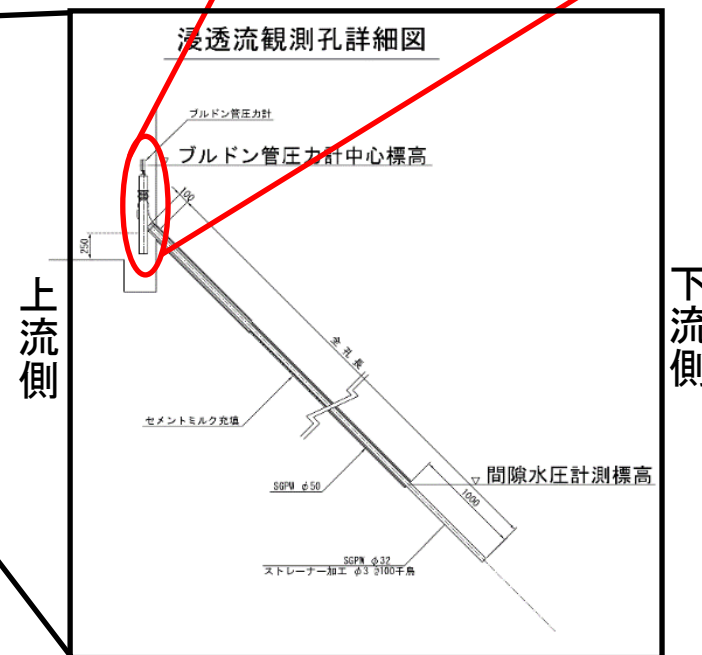 浸透流観測孔詳細図
ブルドン管圧力計
ブルドン管圧力計中心標高
100
250
上流側
下流側
全孔長
セメントミルク充填
SGPW φ50
間隙水圧計測標高
1000
SGPW φ32
ストレーナー加工 φ3 @100千鳥